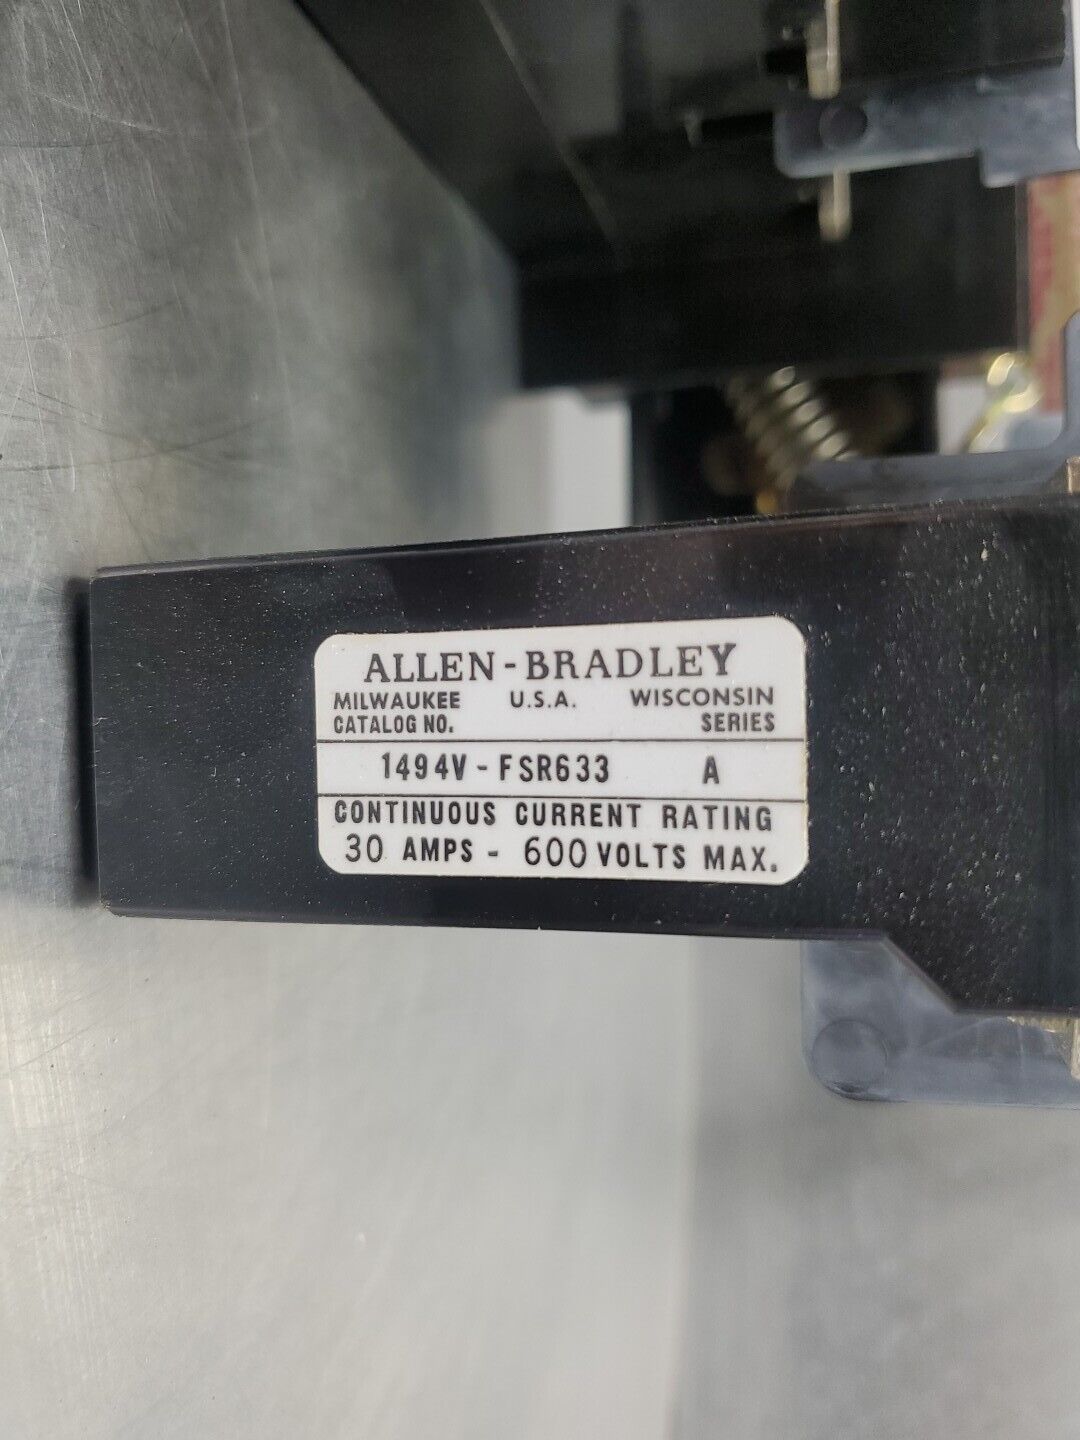 ALLEN-BRADLEY
MILWAUKEE U.S.A. WISCONSIN
CATALOG NO. SERIES
1494V-FSR633 A
CONTINUOUS CURRENT RATING
30 AMPS - 600 VOLTS MAX.